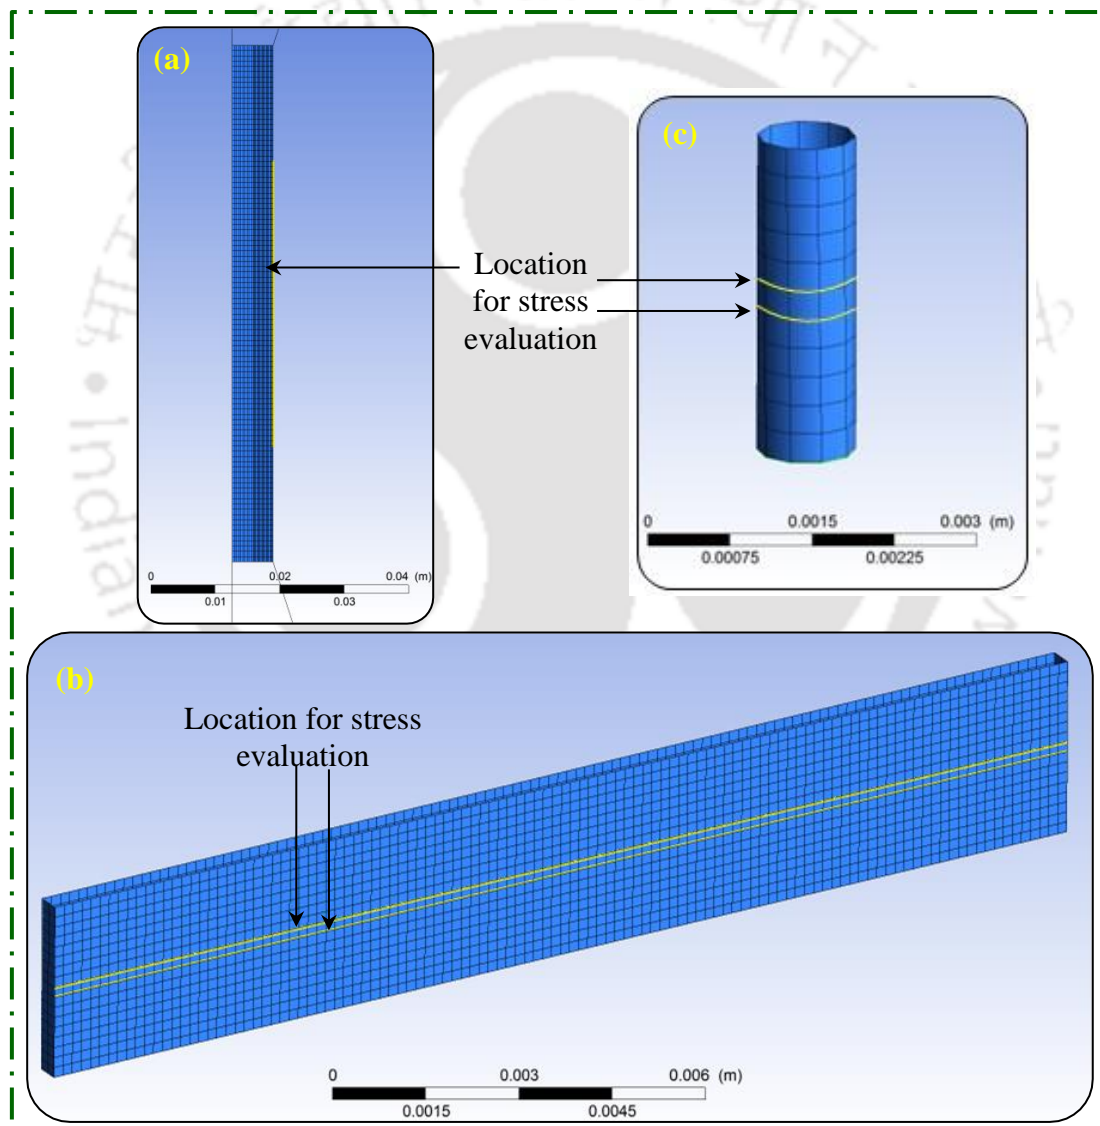 (a)
0 0.02 0.04 (m)
0.01 0.03
(c)
0 0.0015 0.003 (m)
0.00075 0.00225
Location
for stress
evaluation
(b)
Location for stress
evaluation
0 0.003 0.006 (m)
0.0015 0.0045
Indian